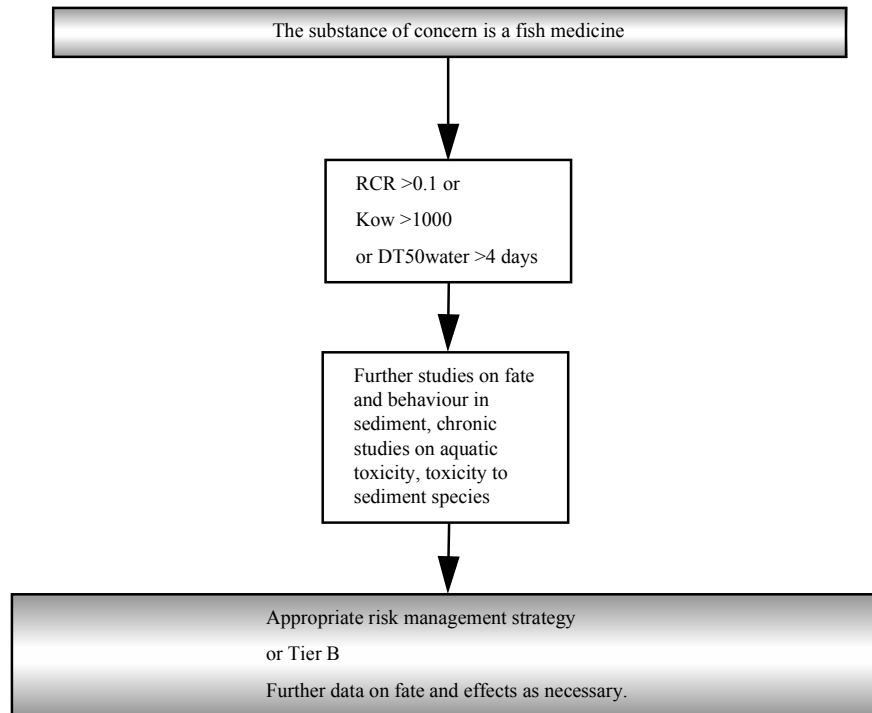 The substance of concern is a fish medicine
RCR >0.1 or
Kow >1000
or DT50water >4 days
Further studies on fate
and behaviour in
sediment, chronic
studies on aquatic
toxicity, toxicity to
sediment species
Appropriate risk management strategy
or Tier B
Further data on fate and effects as necessary.